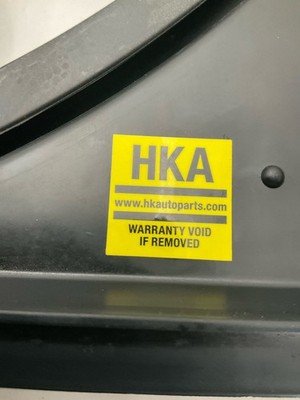 HKA
www.hkautoparts.com
WARRANTY VOID
IF REMOVED